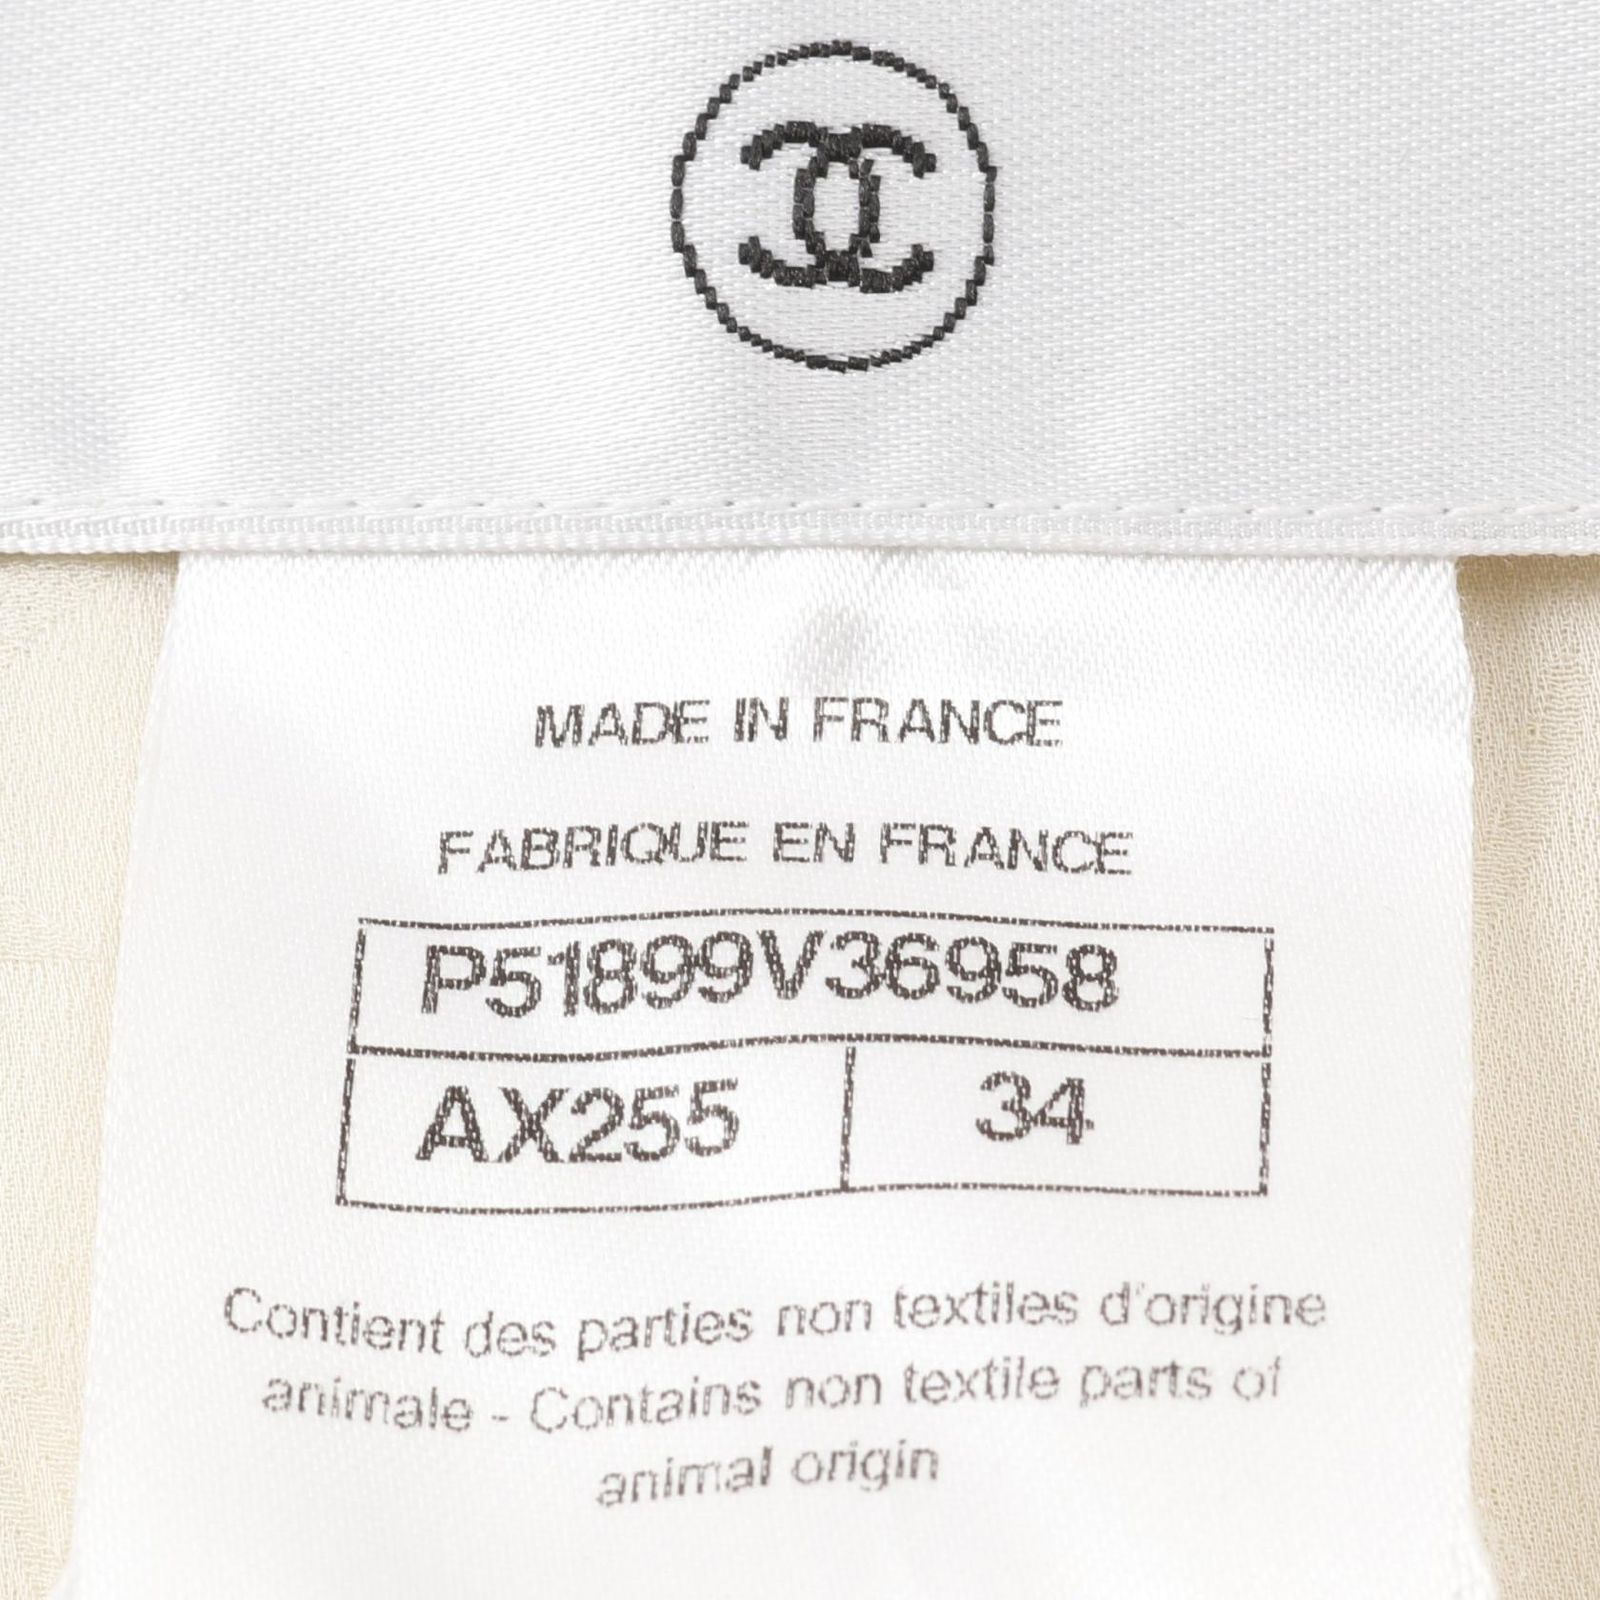 MADE IN FRANCE
FABRIQUE EN FRANCE
P51899V36958
AX255 34
Contient des parties non textiles d'origine
animale - Contains non textile parts of
animal origin